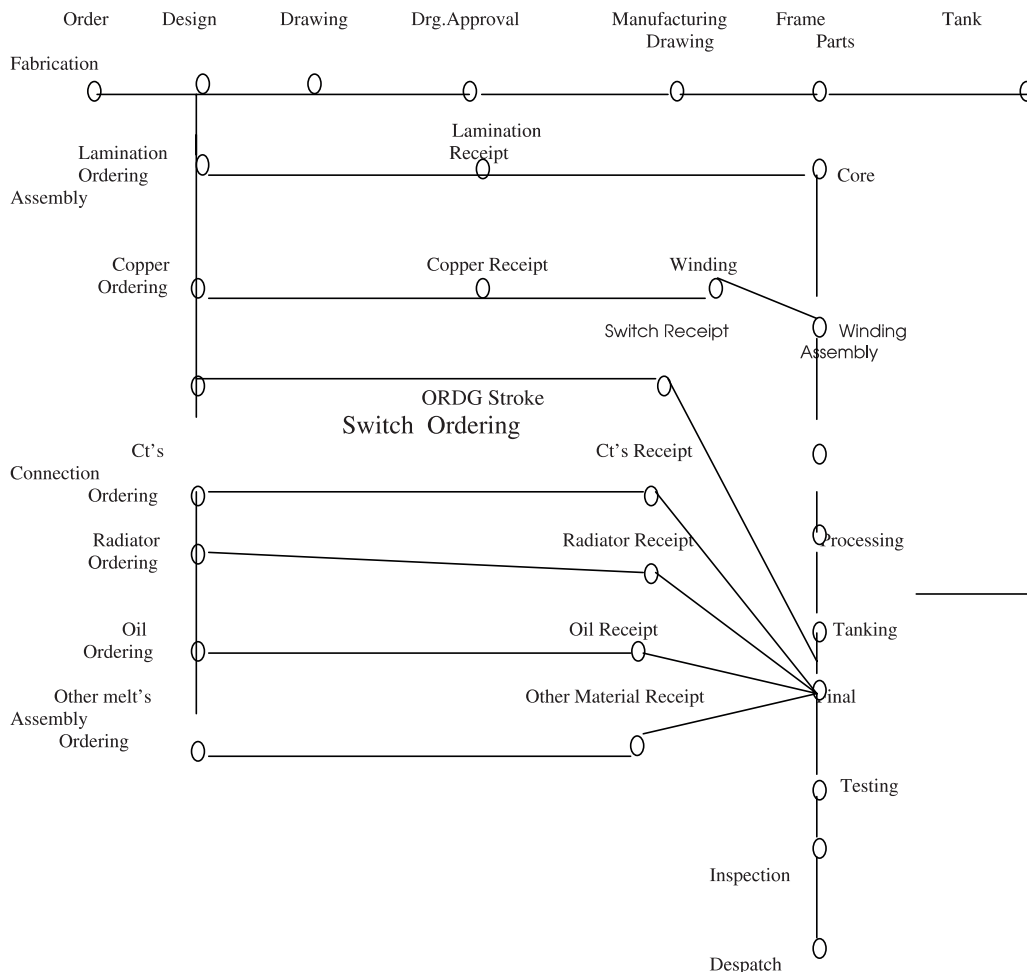 Order Design Drawing Drg.Approval Manufacturing Frame Tank
Drawing Parts
Fabrication
Lamination
Lamination Receipt
Ordering Core
Assembly
Copper Copper Receipt Winding
Ordering
Switch Receipt Winding
Assembly
ORDG Stroke
Switch Ordering
Ct's Ct's Receipt
Connection
Ordering
Radiator Radiator Receipt Processing
Ordering
Oil Oil Receipt Tanking
Ordering
Other melt's Other Material Receipt Final
Assembly
Ordering
Testing
Inspection
Despatch